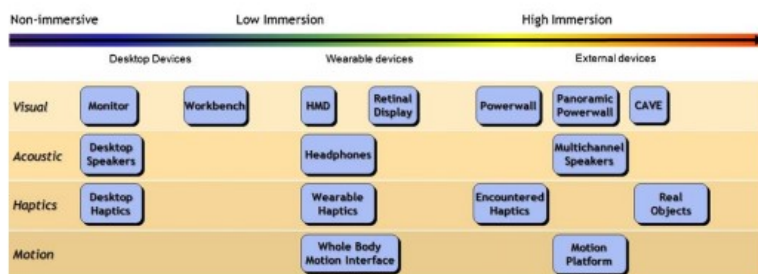 Non-immersive Low Immersion High Immersion
Desktop Devices Wearable devices External devices
Visual
Monitor
Workbench
HMD
Retinal
Display
Powerwall
Panoramic
Powerwall
CAVE
Acoustic
Desktop
Speakers
Headphones
Multichannel
Speakers
Haptics
Desktop
Haptics
Wearable
Haptics
Encountered
Haptics
Real
Objects
Motion
Whole Body
Motion Interface
Motion
Platform